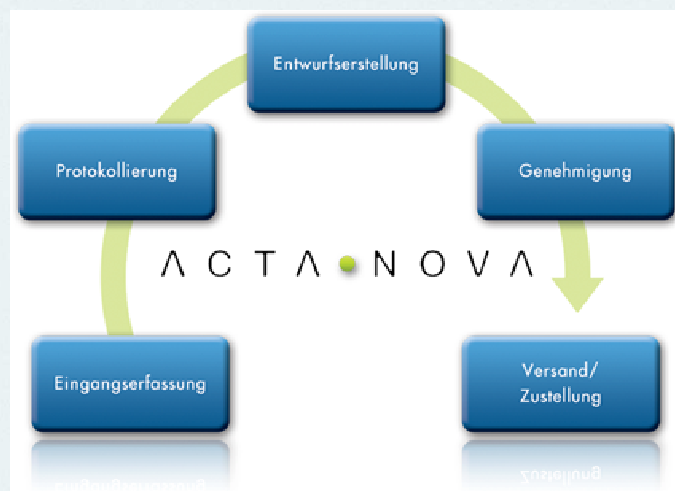 Entwurfserstellung
Protokollierung
Genehmigung
ACTA NOVA
Eingangserfassung
Versand/
Zustellung